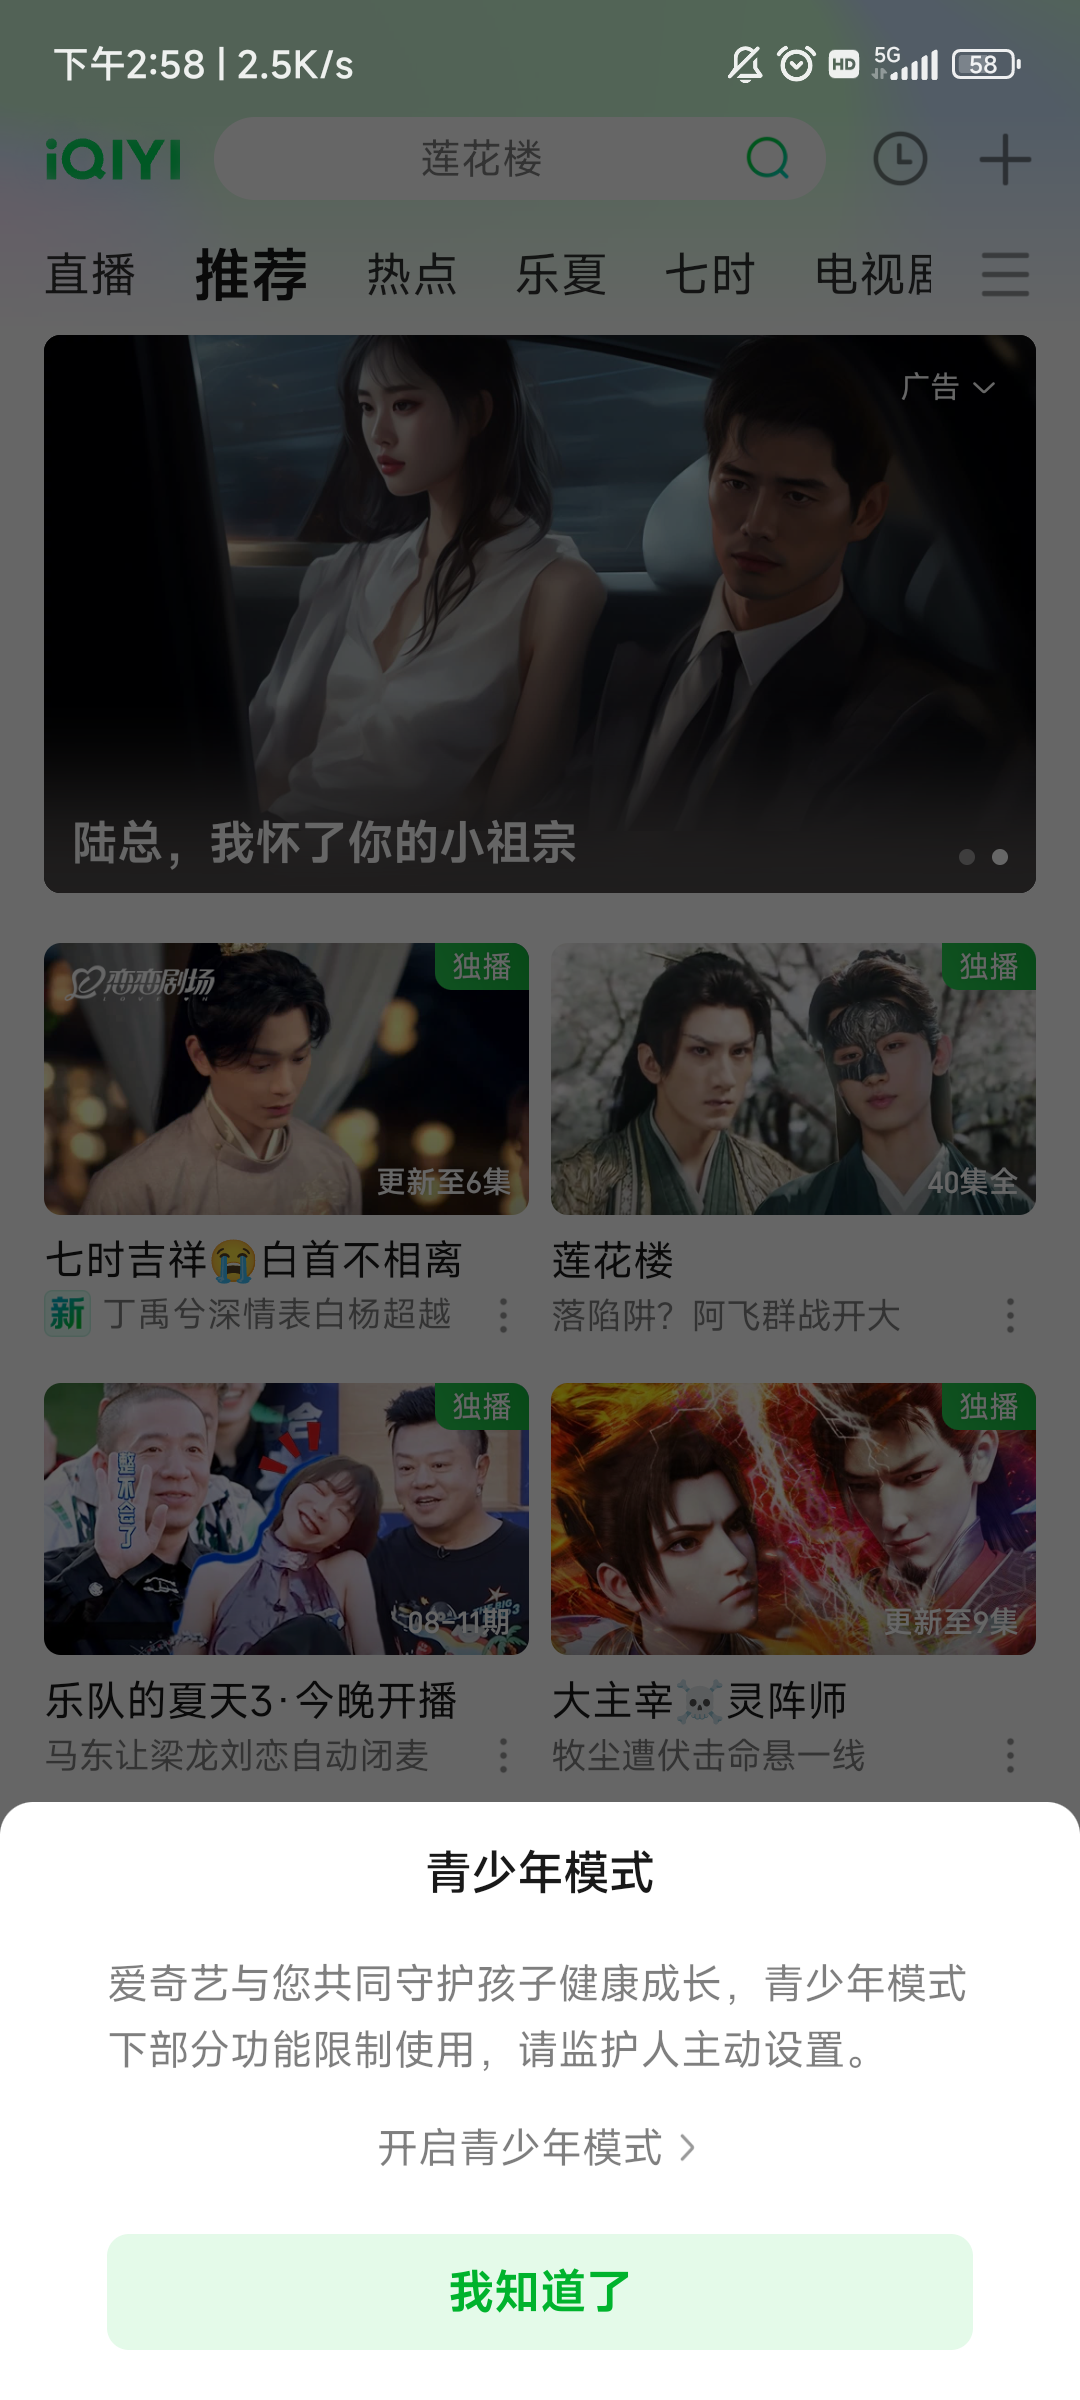 下午2:58 | 2.5K/s
HD 5G 58
iQIYI 莲花楼
直播 推荐 热点 乐夏 七时 电视剧
广告
陆总，我怀了你的小祖宗
恋恋剧场
独播
更新至6集
独播
40集全
七时吉祥😭白首不相离
新 丁禹兮深情表白杨超越
莲花楼
落陷阱？阿飞群战开大
整不会了
独播
08-11期
独播
更新至9集
乐队的夏天3·今晚开播
马东让梁龙刘恋自动闭麦
大主宰☠️灵阵师
牧尘遭伏击命悬一线
青少年模式
爱奇艺与您共同守护孩子健康成长，青少年模式
下部分功能限制使用，请监护人主动设置。
开启青少年模式
我知道了